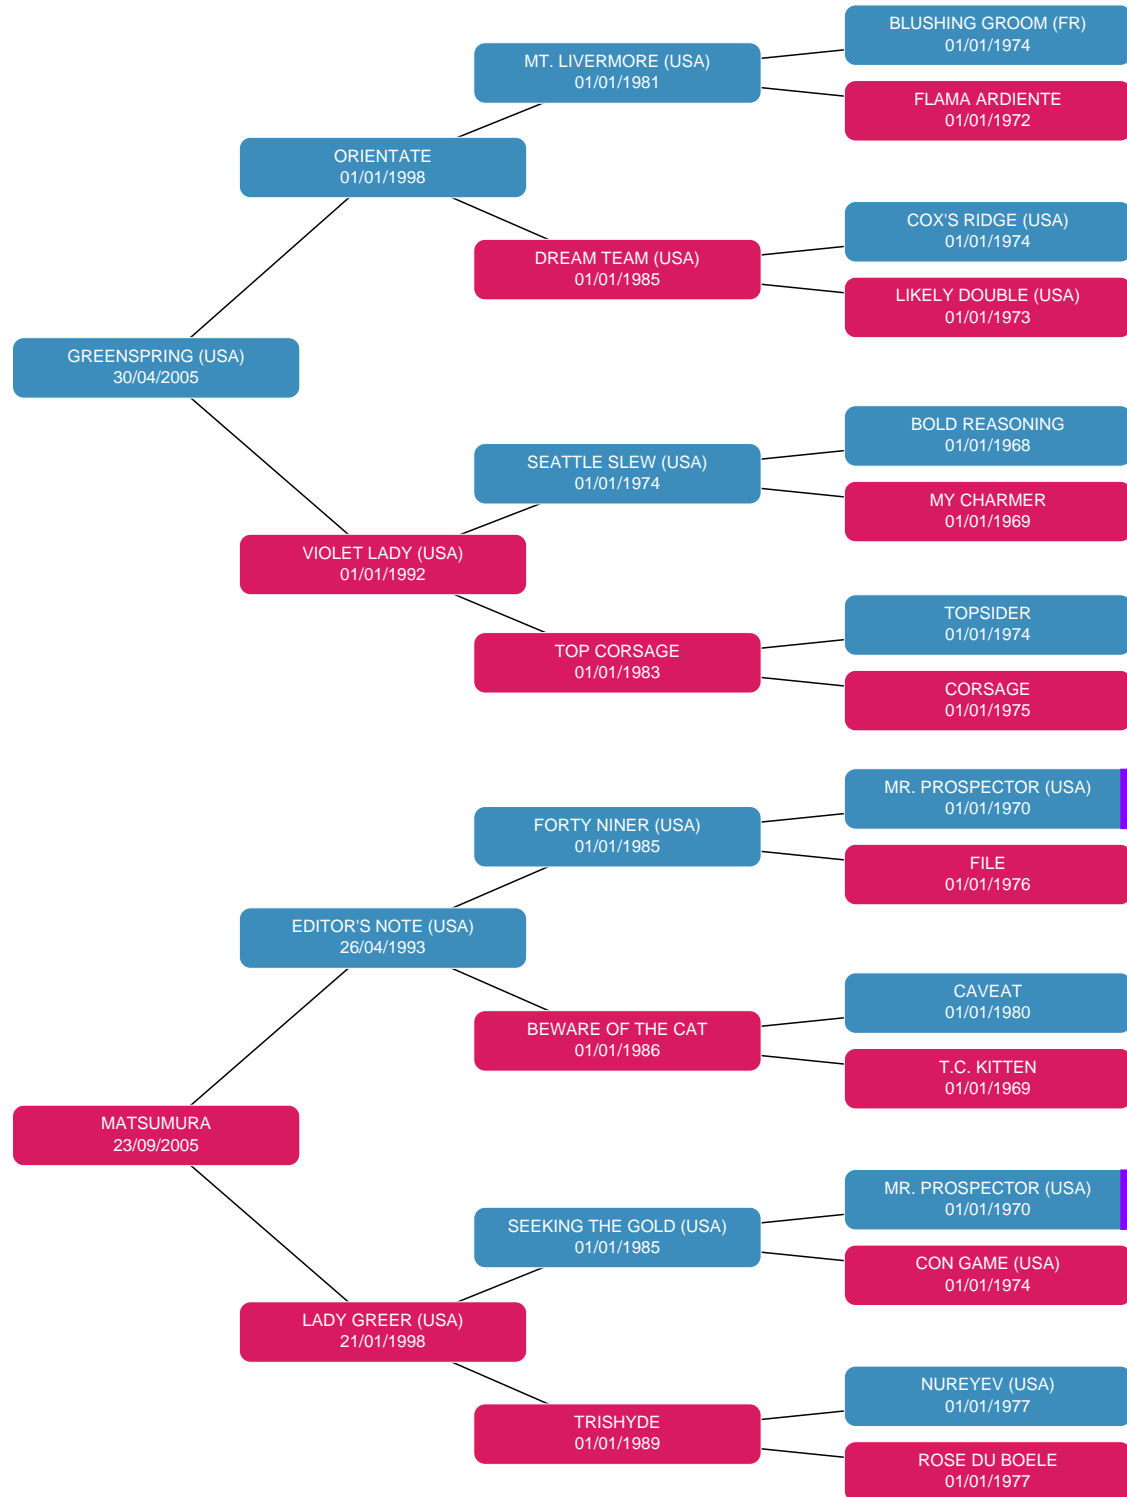 BLUSHING GROOM (FR)
01/01/1974
MT. LIVERMORE (USA)
01/01/1981
FLAMA ARDIENTE
01/01/1972
ORIENTATE
01/01/1998
COX'S RIDGE (USA)
01/01/1974
DREAM TEAM (USA)
01/01/1985
LIKELY DOUBLE (USA)
01/01/1973
GREENSPRING (USA)
30/04/2005
BOLD REASONING
01/01/1968
SEATTLE SLEW (USA)
01/01/1974
MY CHARMER
01/01/1969
VIOLET LADY (USA)
01/01/1992
TOPSIDER
01/01/1974
TOP CORSAGE
01/01/1983
CORSAGE
01/01/1975
MR. PROSPECTOR (USA)
01/01/1970
FORTY NINER (USA)
01/01/1985
FILE
01/01/1976
EDITOR'S NOTE (USA)
26/04/1993
CAVEAT
01/01/1980
BEWARE OF THE CAT
01/01/1986
T.C. KITTEN
01/01/1969
MATSUMURA
23/09/2005
MR. PROSPECTOR (USA)
01/01/1970
SEEKING THE GOLD (USA)
01/01/1985
CON GAME (USA)
01/01/1974
LADY GREER (USA)
21/01/1998
NUREYEV (USA)
01/01/1977
TRISHYDE
01/01/1989
ROSE DU BOELE
01/01/1977